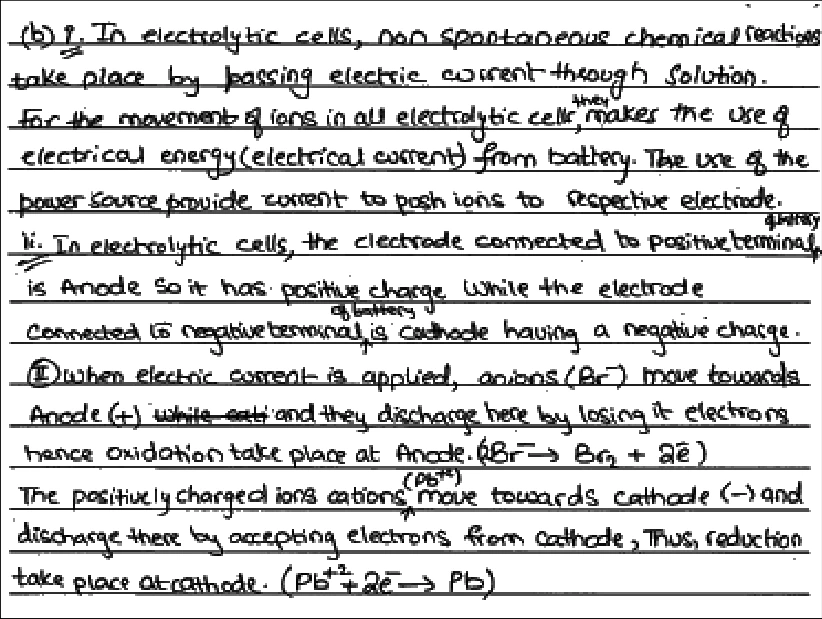 (b) i. In electrolytic cells, non spontaneous chemical reactions
take place by passing electric current through solution.
For the movement of ions in all electrolytic cells, they makes the use of
electrical energy (electrical current) from battery. The use of the
power source provide current to push ions to respective electrode.
ii. In electrolytic cells, the electrode connected to positive terminal of battery,
is Anode So it has positive charge While the electrode
connected to negative terminal of battery is cathode having a negative charge.
(II) When electric current is applied, anions (Br⁻) move towards
Anode (+) while cati and they discharge here by losing it electrons
hence oxidation take place at Anode. (2Br⁻ → Br₂ + 2e⁻)
The positively charged ions cations (Pb⁺²) move towards cathode (-) and
discharge there by accepting electrons from cathode, Thus, reduction
take place at cathode. (Pb⁺² + 2e⁻ → Pb)